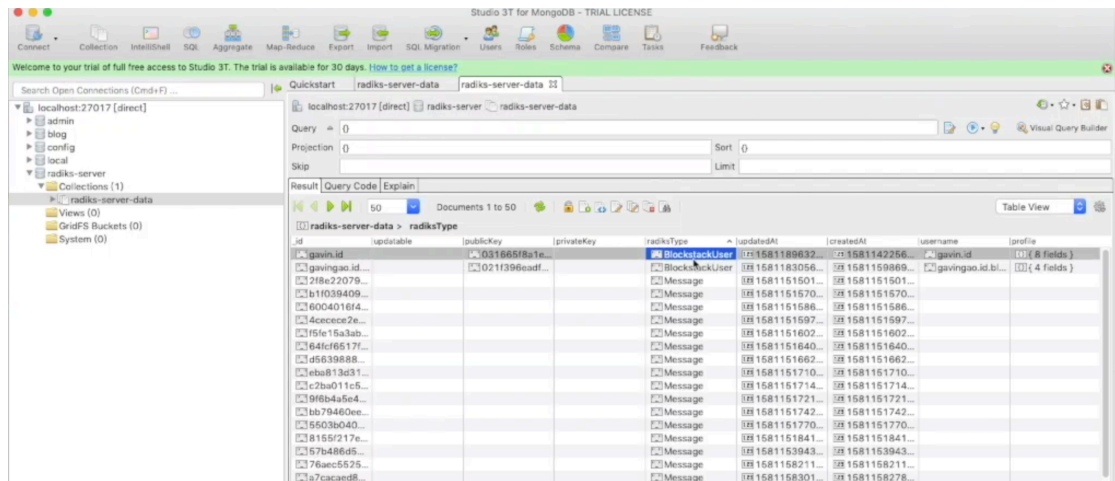 Studio 3T for MongoDB - TRIAL LICENSE
Connect Collection IntelliShell SQL Aggregate Map-Reduce Export Import SQL Migration Users Roles Schema Compare Tasks Feedback
Welcome to your trial of full free access to Studio 3T. The trial is available for 30 days. How to get a license?
Search Open Connections (Cmd+F) ...
Quickstart radiks-server-data radiks-server-data
localhost:27017 [direct]
admin
blog
config
local
radiks-server
Collections (1)
radiks-server-data
Views (0)
GridFS Buckets (0)
System (0)
localhost:27017 [direct] radiks-server radiks-server-data
Query {} Visual Query Builder
Projection {} Sort {}
Skip Limit
Result Query Code Explain
50 Documents 1 to 50 Table View
radiks-server-data > radiksType
_id updatable publicKey privateKey radiksType updatedAt createdAt username profile
gavin.id 031665f8a1e... BlockstackUser 1581189632... 1581142256... gavin.id { 8 fields }
gavingao.id.... 021f396eadf... BlockstackUser 1581183056... 1581159869... gavingao.id.bl... { 4 fields }
2f8e22079... Message 1581151501... 1581151501...
b1f039409... Message 1581151570... 1581151570...
6004016f4... Message 1581151586... 1581151586...
4cecece2e... Message 1581151597... 1581151597...
f5fe15a3ab... Message 1581151602... 1581151602...
64fcf6517f... Message 1581151640... 1581151640...
d5639888... Message 1581151662... 1581151662...
eba813d31... Message 1581151710... 1581151710...
c2ba011c5... Message 1581151714... 1581151714...
9f6b4a5e4... Message 1581151721... 1581151721...
bb79460ee... Message 1581151742... 1581151742...
5503b040... Message 1581151770... 1581151770...
8155f217e... Message 1581151841... 1581151841...
57b486d5... Message 1581153943... 1581153943...
76aec5525... Message 1581158211... 1581158211...
a7cacaed8... Message 1581158301... 1581158278...